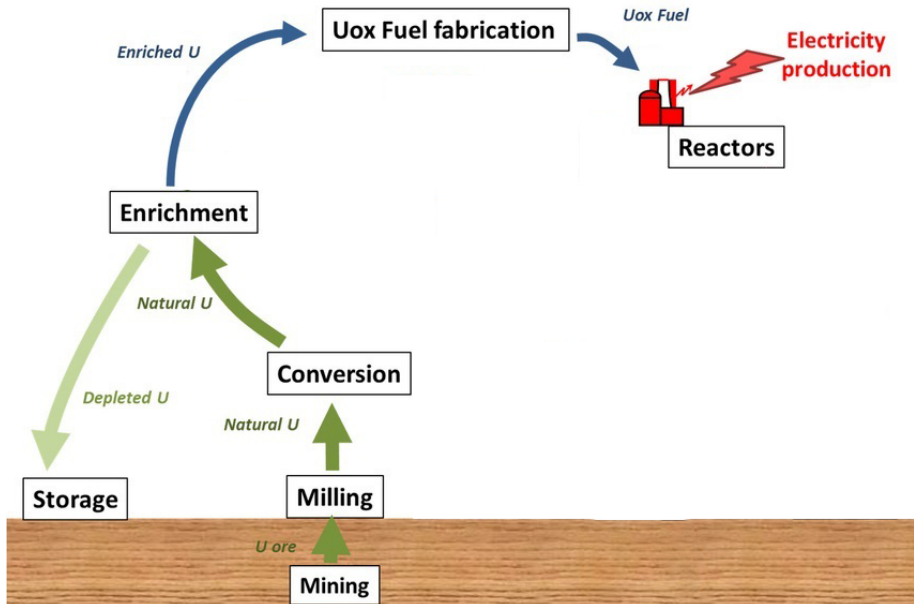 Uox Fuel
Enriched U
Uox Fuel fabrication
Electricity
production
Reactors
Enrichment
Natural U
Conversion
Depleted U
Natural U
Storage
Milling
U ore
Mining